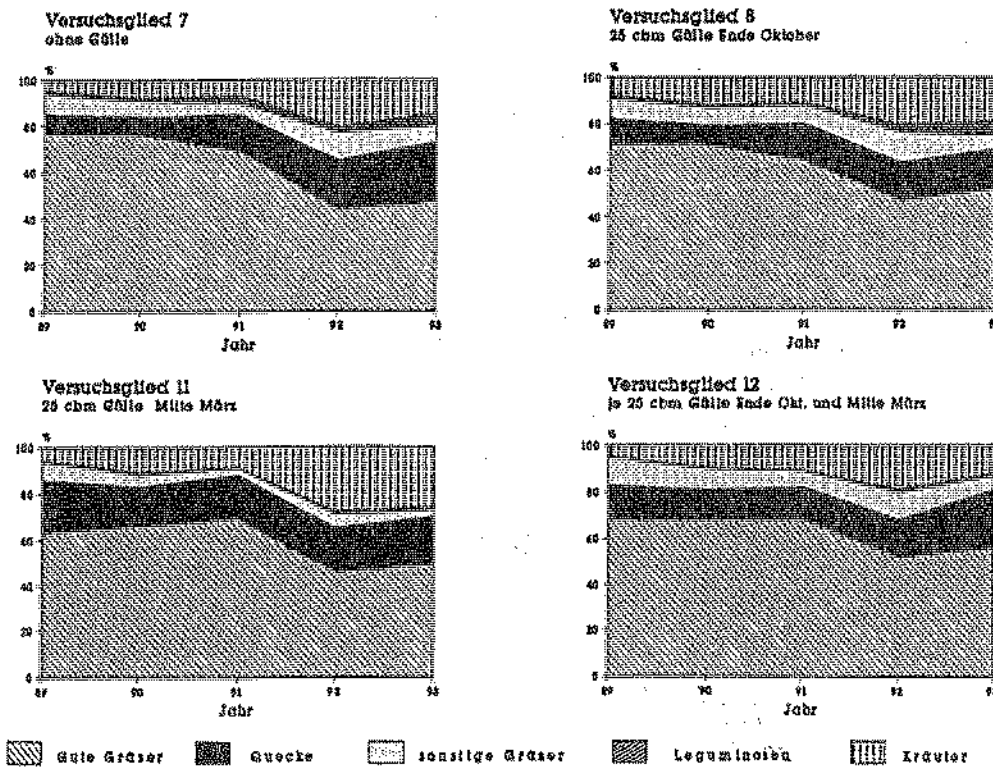 Versuchsglied 7
ohne Gülle
%
100
80
60
40
20
0
89 90 91 92 93
Jahr
Versuchsglied 8
25 cbm Gülle Ende Oktober
%
100
80
60
40
20
0
89 90 91 92 93
Jahr
Versuchsglied 11
25 cbm Gülle Mitte März
%
100
80
60
40
20
0
89 90 91 92 93
Jahr
Versuchsglied 12
je 25 cbm Gülle Ende Okt. und Mitte März
%
100
80
60
40
20
0
89 90 91 92 93
Jahr
Gute Gräser Quecke sonstige Gräser Leguminosen Kräuter